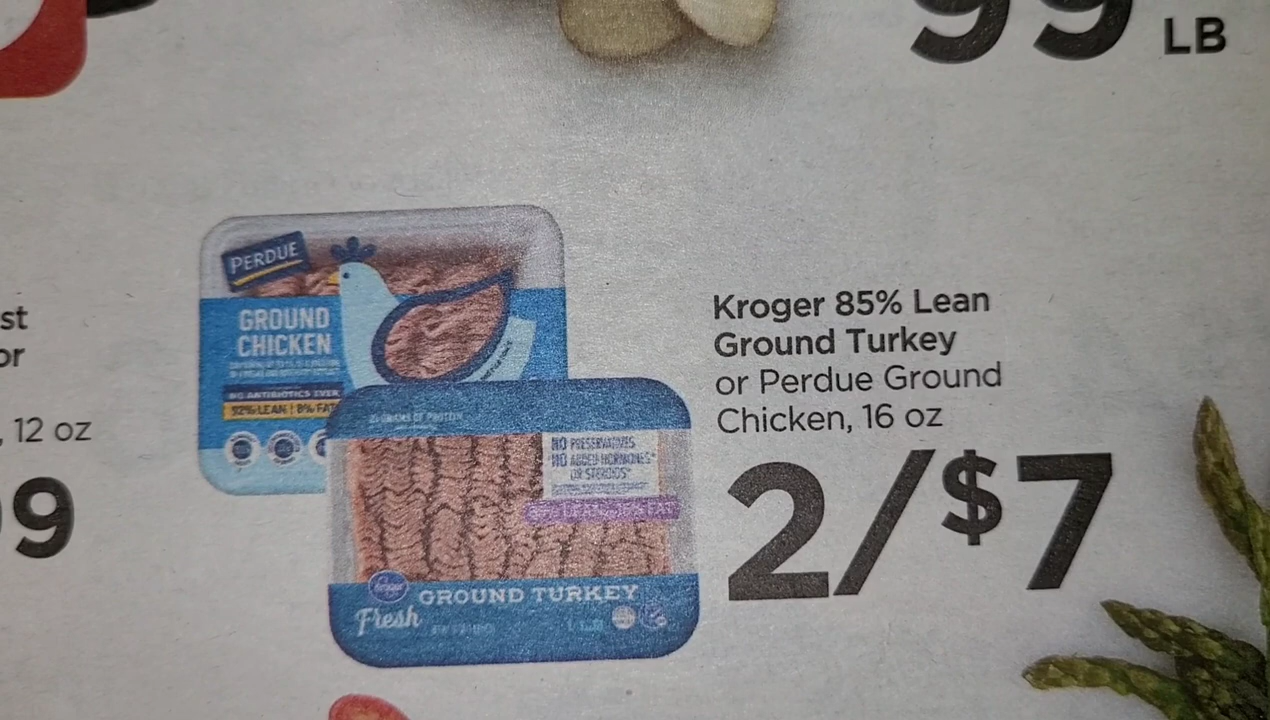 99 LB
st
or
, 12 oz
9
PERDUE
GROUND
CHICKEN
NO ANTIBIOTICS EVER
92% LEAN | 8% FAT
NO PRESERVATIVES
NO ADDED HORMONES*
OR STEROIDS*
Kroger
GROUND TURKEY
Fresh
Kroger 85% Lean
Ground Turkey
or Perdue Ground
Chicken, 16 oz
2/$7